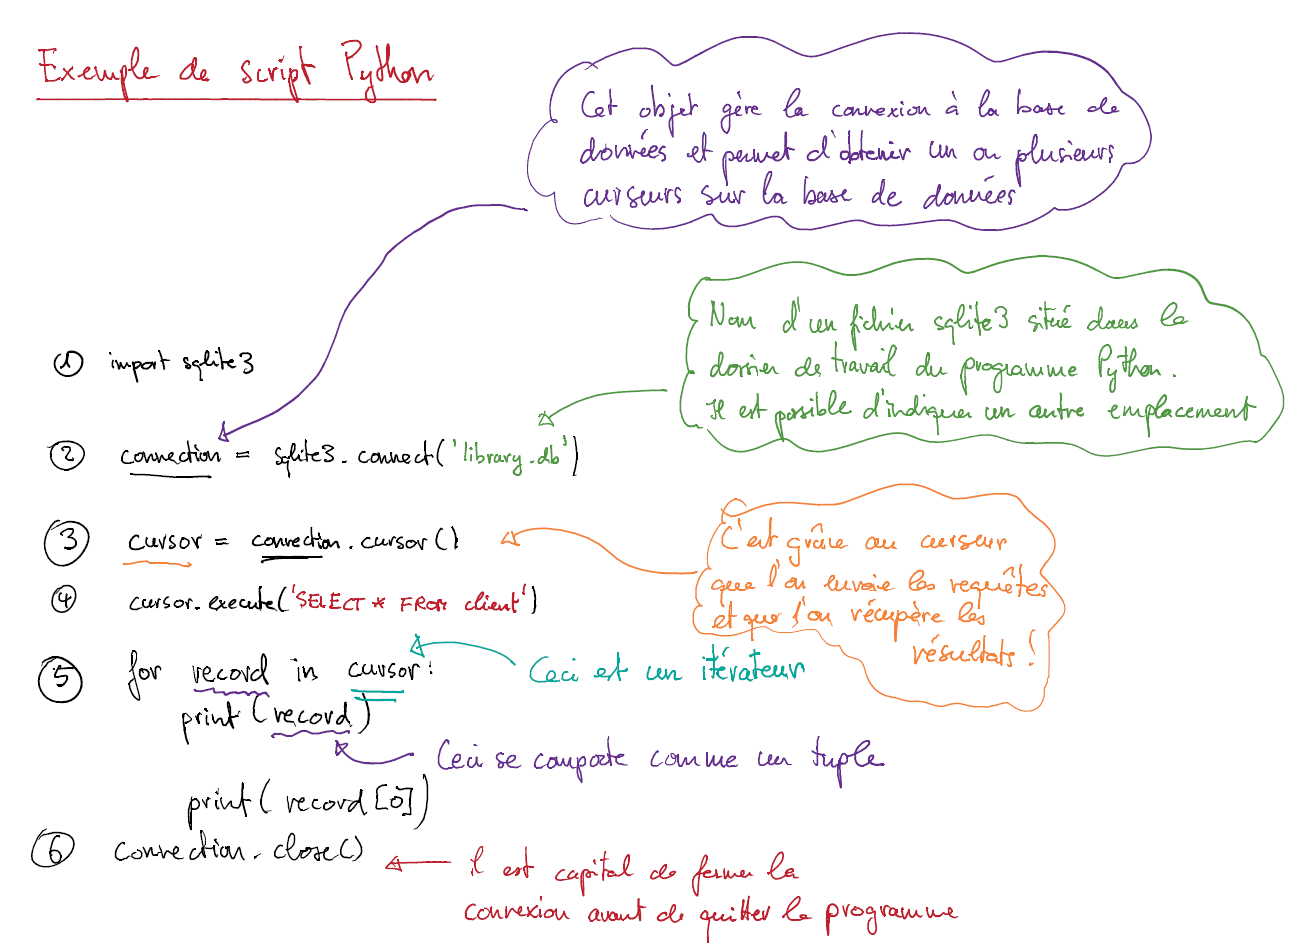 Exemple de script Python
Cet objet gère la connexion à la base de
données et permet d'obtenir un ou plusieurs
curseurs sur la base de données
Nom d'un fichier sqlite3 situé dans le
dossier de travail du programme Python.
Il est possible d'indiquer un autre emplacement
① import sqlite3
② connection = sqlite3.connect('library.db')
③ cursor = connection.cursor()
C'est grâce au curseur
que l'on envoie les requêtes
et que l'on récupère les
résultats !
④ cursor.execute('SELECT * FROM client')
⑤ for record in cursor:
Ceci est un itérateur
print(record)
Ceci se comporte comme un tuple
print(record[0])
⑥ connection.close()
il est capital de fermer la
connexion avant de quitter le programme